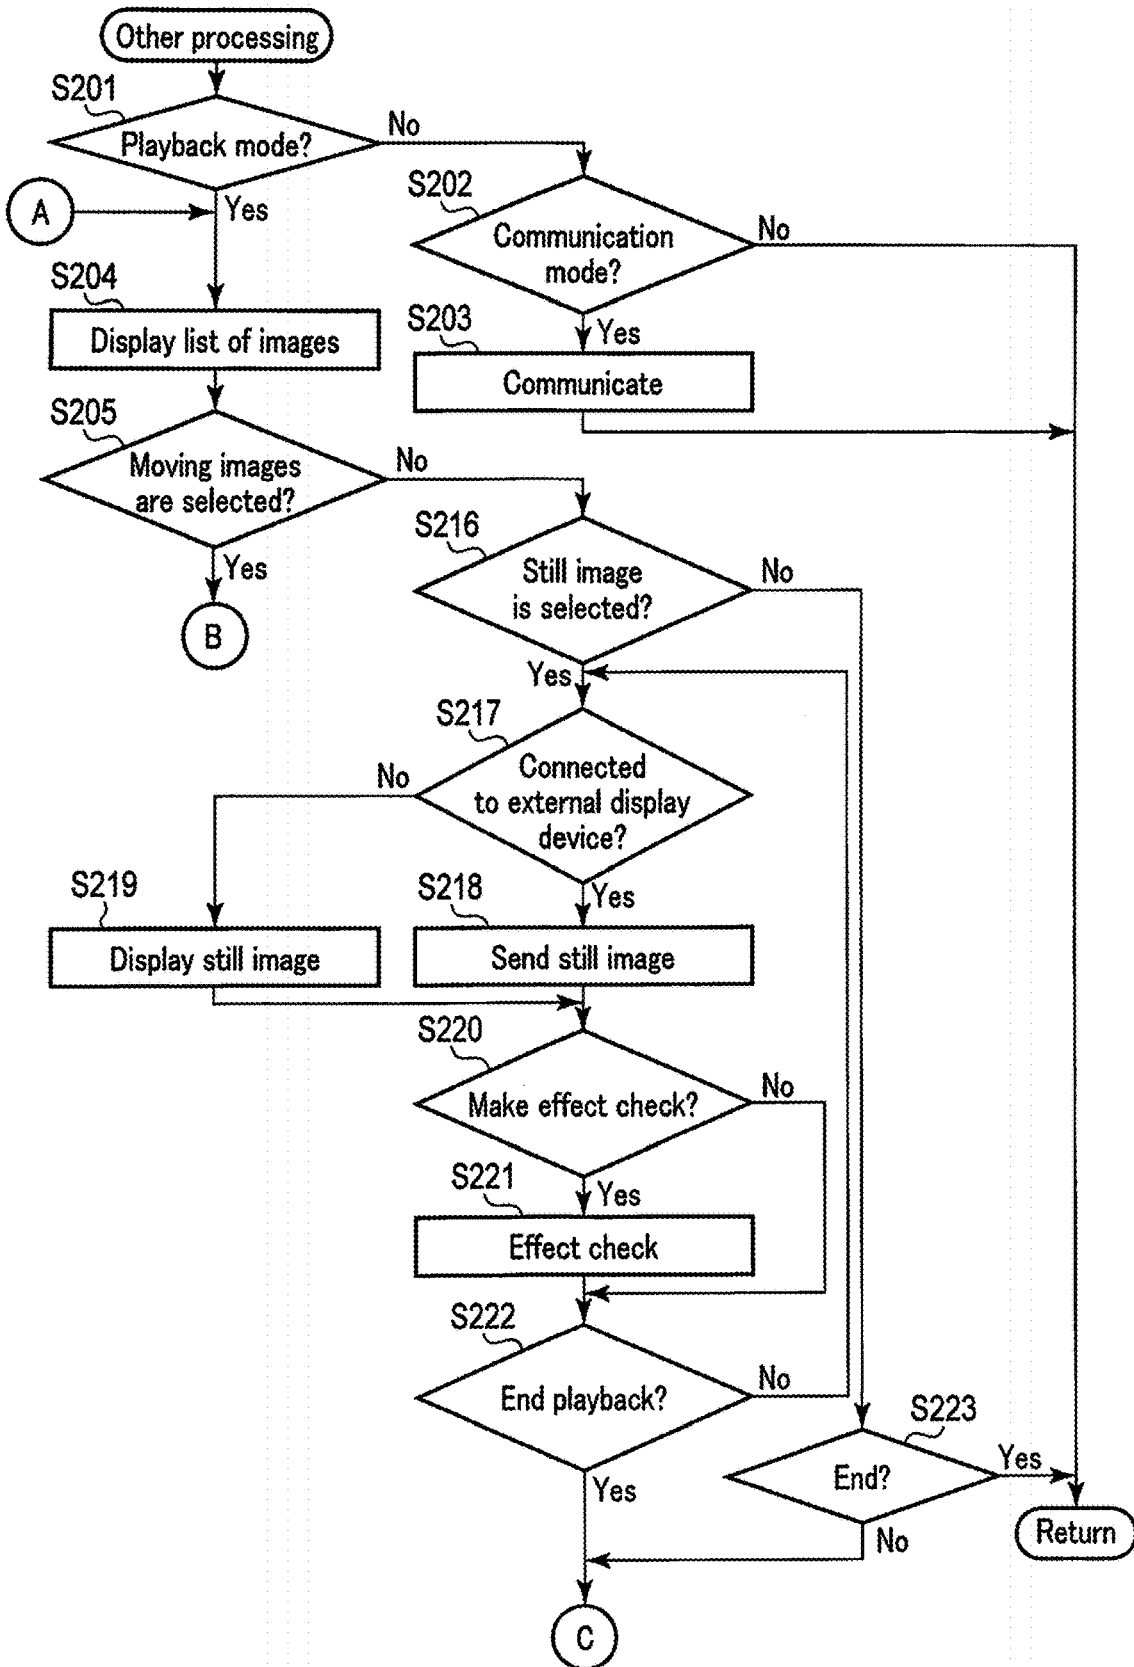 Other processing
S201
Playback mode?
No
A
Yes
S202
Communication
mode?
No
S204
Display list of images
S203
Yes
Communicate
S205
Moving images
are selected?
No
Yes
B
S216
Still image
is selected?
No
Yes
S217
Connected
to external display
device?
No
Yes
S219
Display still image
S218
Send still image
S220
Make effect check?
No
S221
Yes
Effect check
S222
End playback?
No
Yes
S223
End?
Yes
No
Return
C